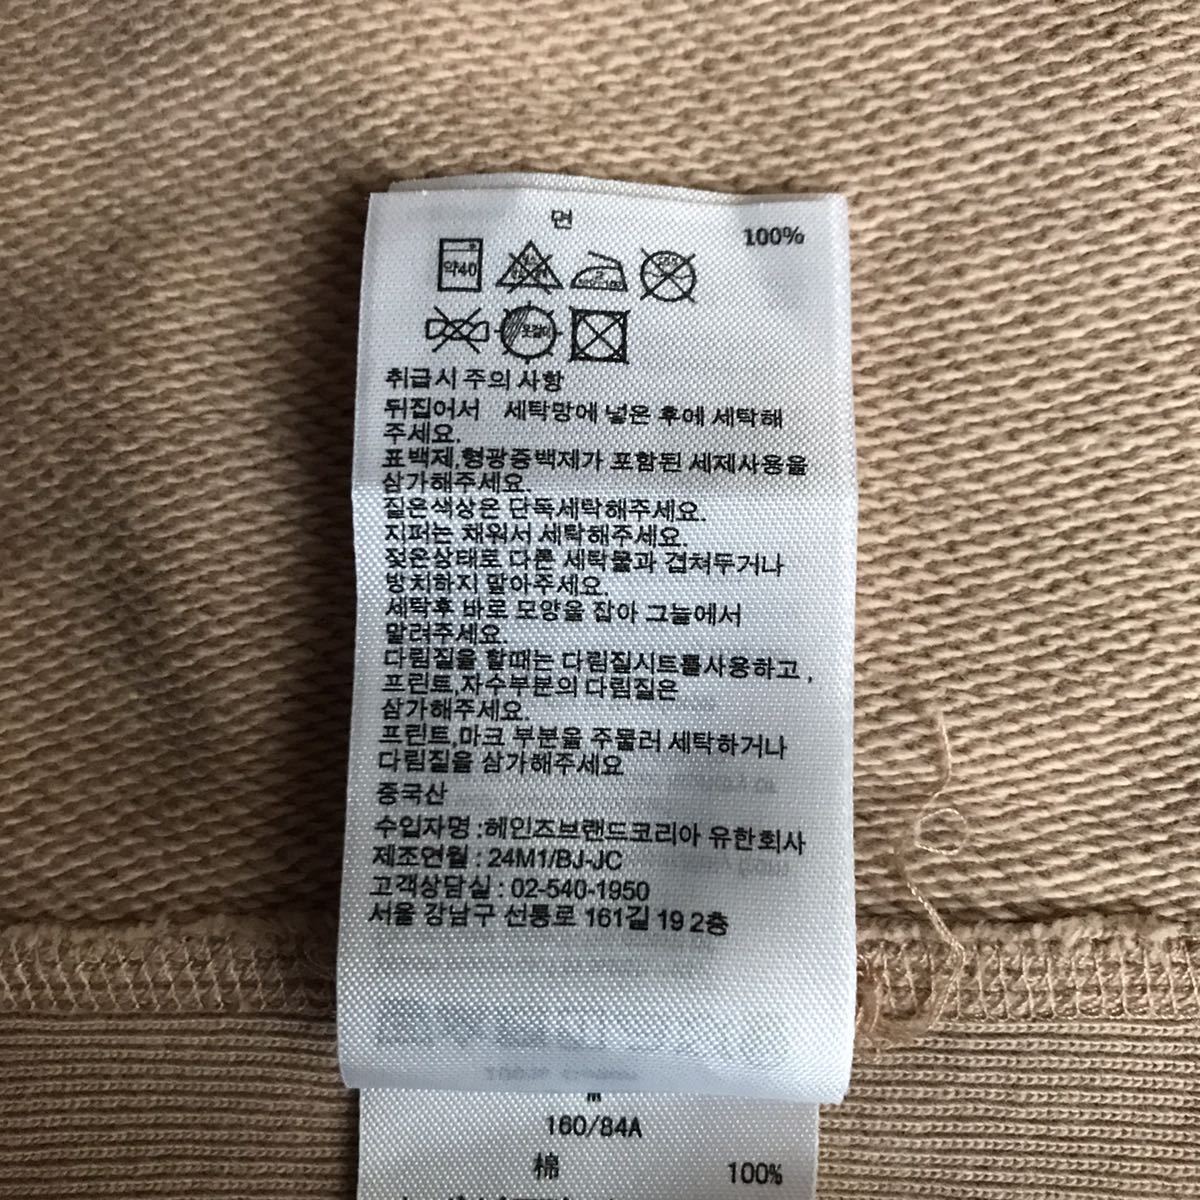 면
100%
약40
옷걸이
취급시 주의 사항
뒤집어서 세탁망에 넣은 후에 세탁해
주세요.
표백제,형광증백제가 포함된 세제사용을
삼가해주세요.
짙은색상은 단독세탁해주세요.
지퍼는 채워서 세탁해주세요.
젖은상태로 다른 세탁물과 겹쳐두거나
방치하지 말아주세요.
세탁후 바로 모양을 잡아 그늘에서
말려주세요.
다림질을 할때는 다림질시트를사용하고 ,
프린트,자수부분의 다림질은
삼가해주세요.
프린트,마크 부분을 주물러 세탁하거나
다림질을 삼가해주세요
중국산
수입자명 :헤인즈브랜드코리아 유한회사
제조연월 : 24M1/BJ-JC
고객상담실 : 02-540-1950
서울 강남구 선릉로 161길 19 2층
M
160/84A
棉 100%